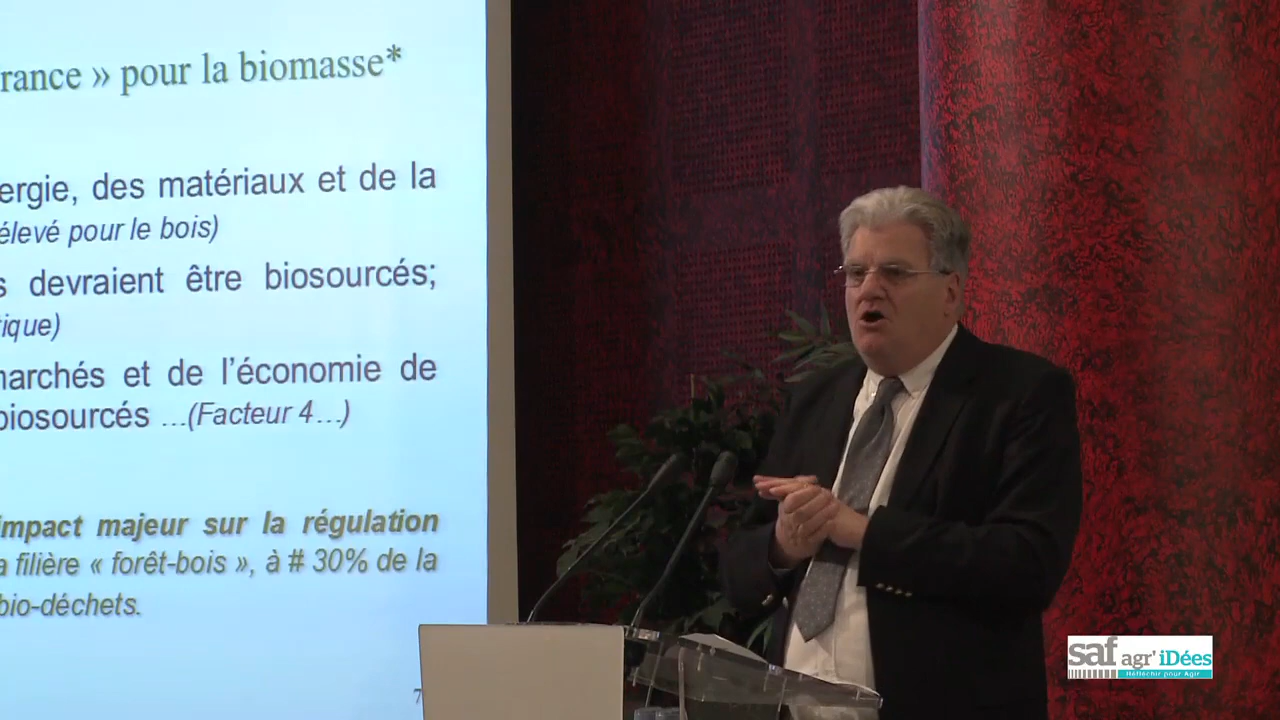 rance » pour la biomasse*
ergie, des matériaux et de la
élevé pour le bois)
s devraient être biosourcés;
ique)
archés et de l'économie de
biosourcés ...(Facteur 4...)
impact majeur sur la régulation
a filière « forêt-bois », à # 30% de la
bio-déchets.
7
saf agr' iDées
Réfléchir pour Agir